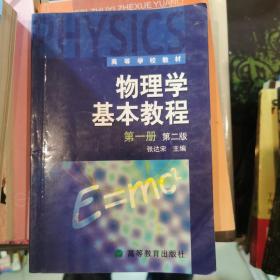 PHYSICS
高等学校教材
物理学
基本教程
第一册 第二版
张达宋 主编
E=mc²
高等教育出版社